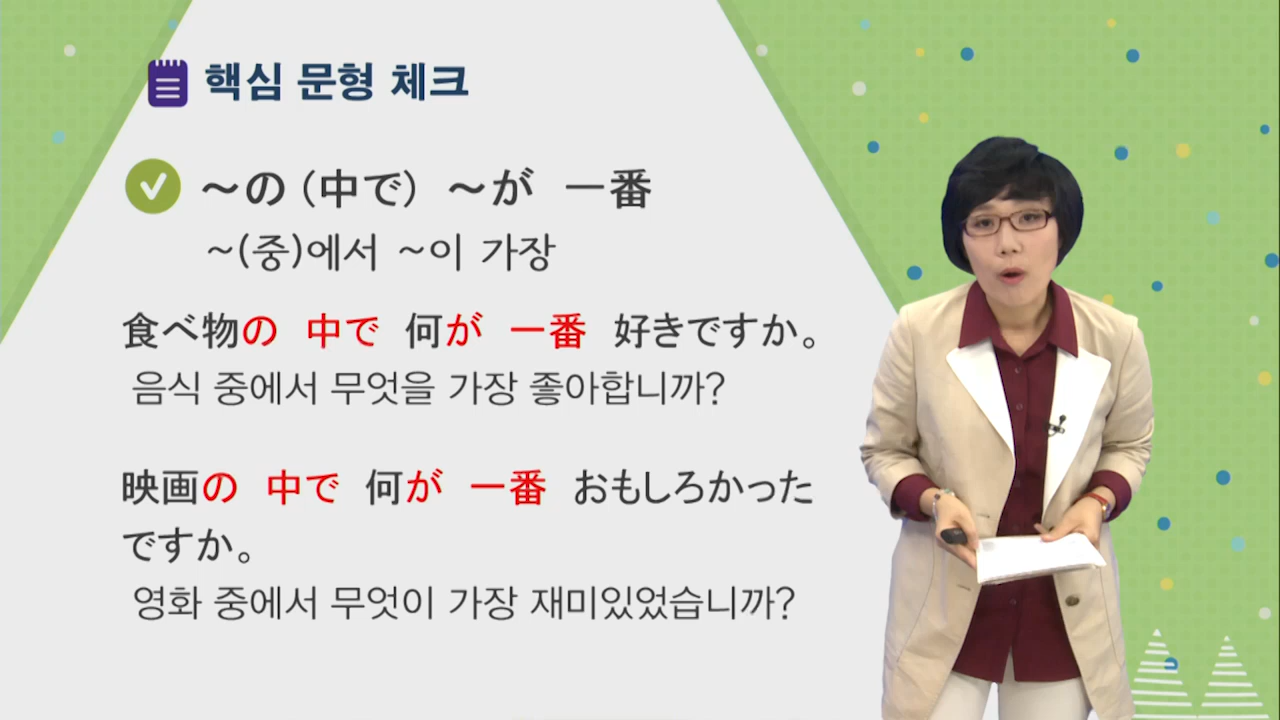 핵심 문형 체크
～の（中で） ～が 一番
~(중)에서 ~이 가장
食べ物の 中で 何が 一番 好きですか。
음식 중에서 무엇을 가장 좋아합니까?
映画の 中で 何が 一番 おもしろかった
ですか。
영화 중에서 무엇이 가장 재미있었습니까?